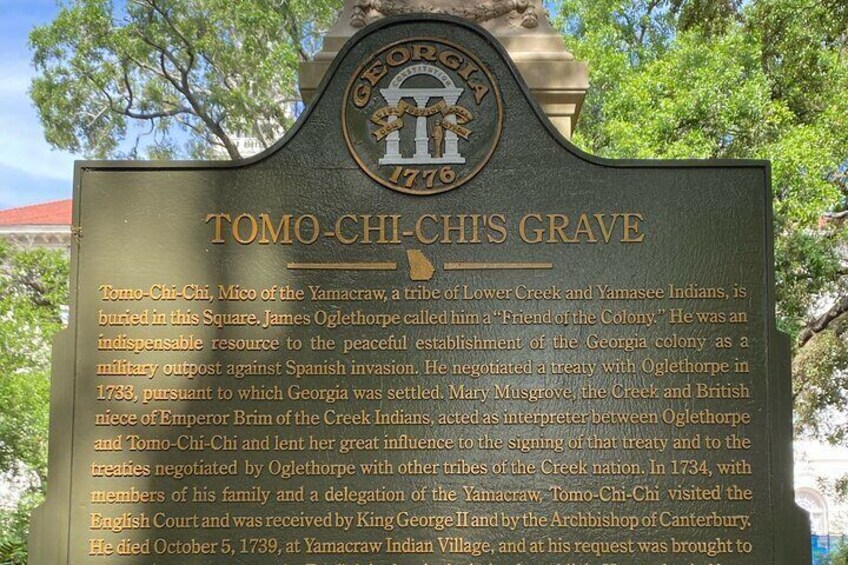 GEORGIA
CONSTITUTION
1776
TOMO-CHI-CHI'S GRAVE
Tomo-Chi-Chi, Mico of the Yamacraw, a tribe of Lower Creek and Yamasee Indians, is
buried in this Square. James Oglethorpe called him a “Friend of the Colony.” He was an
indispensable resource to the peaceful establishment of the Georgia colony as a
military outpost against Spanish invasion. He negotiated a treaty with Oglethorpe in
1733, pursuant to which Georgia was settled. Mary Musgrove, the Creek and British
niece of Emperor Brim of the Creek Indians, acted as interpreter between Oglethorpe
and Tomo-Chi-Chi and lent her great influence to the signing of that treaty and to the
treaties negotiated by Oglethorpe with other tribes of the Creek nation. In 1734, with
members of his family and a delegation of the Yamacraw, Tomo-Chi-Chi visited the
English Court and was received by King George II and by the Archbishop of Canterbury.
He died October 5, 1739, at Yamacraw Indian Village, and at his request was brought to